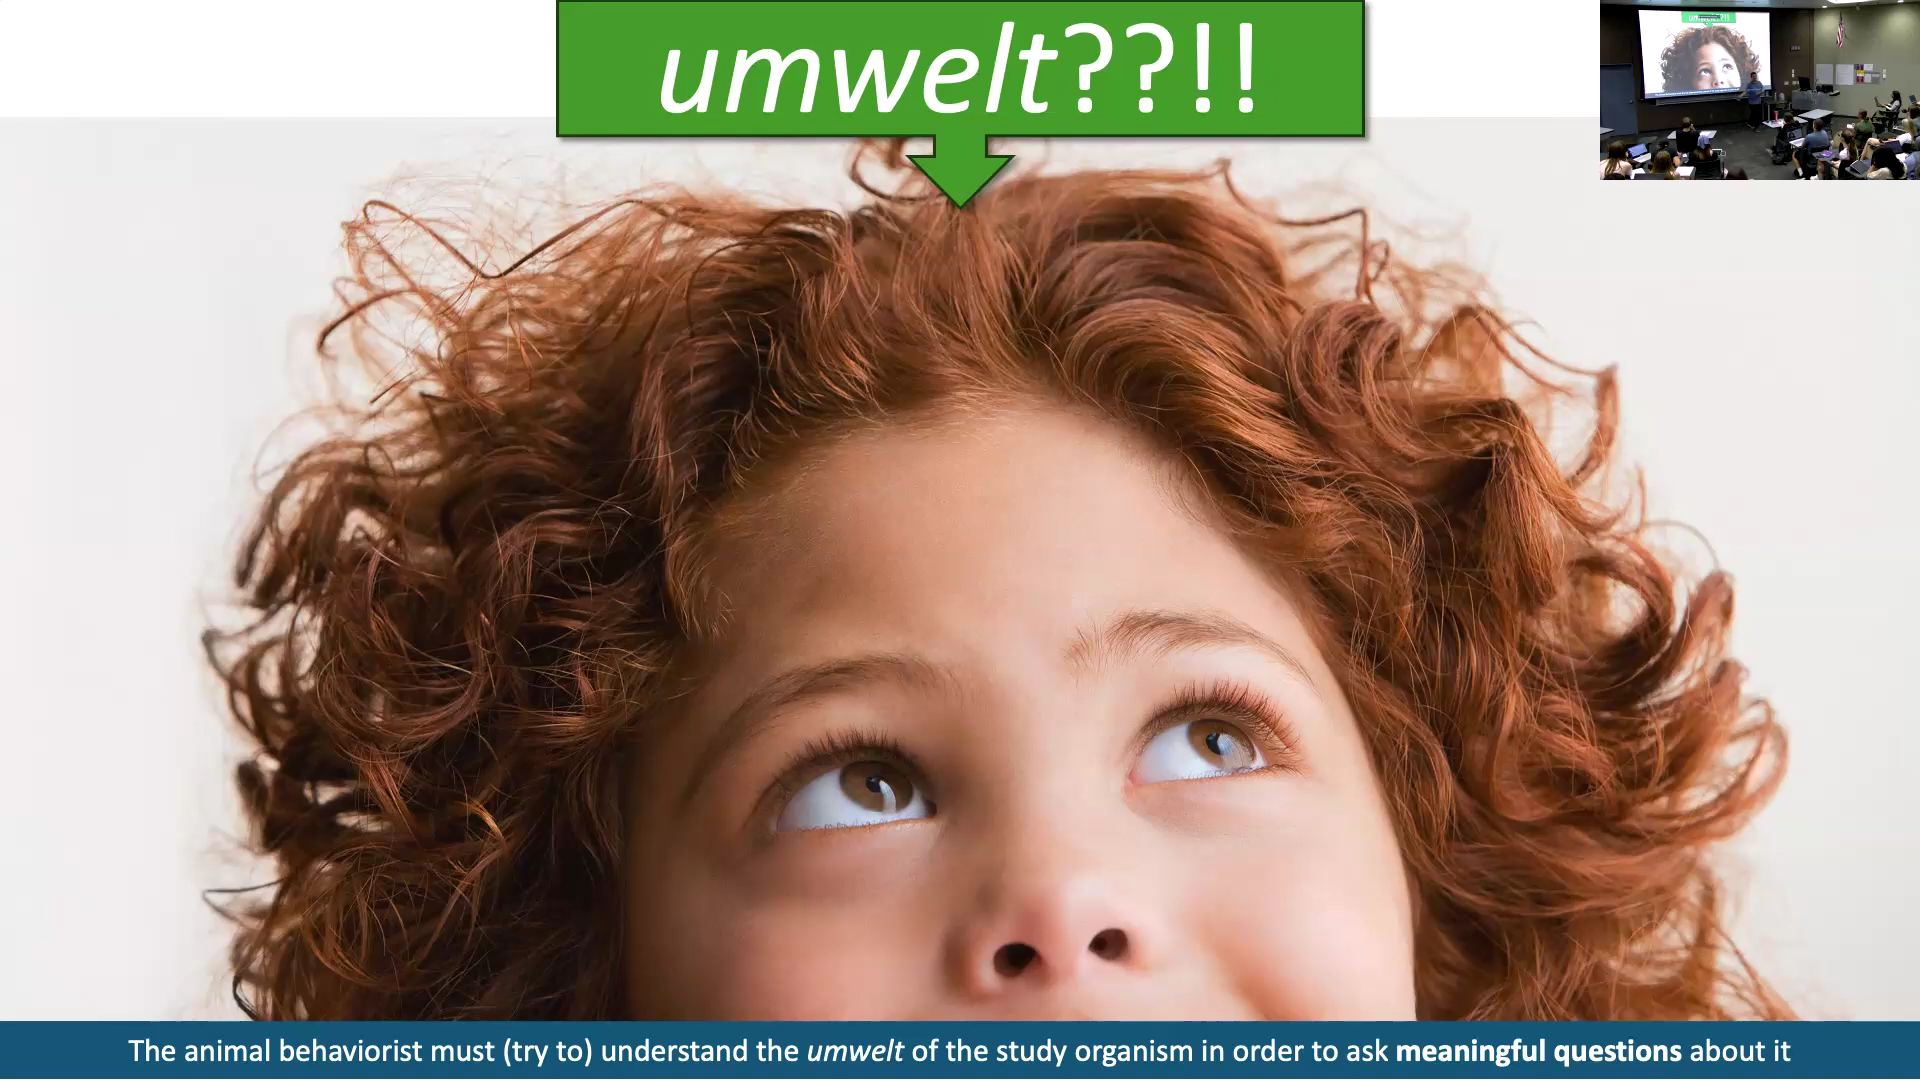 umwelt??!!
The animal behaviorist must (try to) understand the umwelt of the study organism in order to ask meaningful questions about it